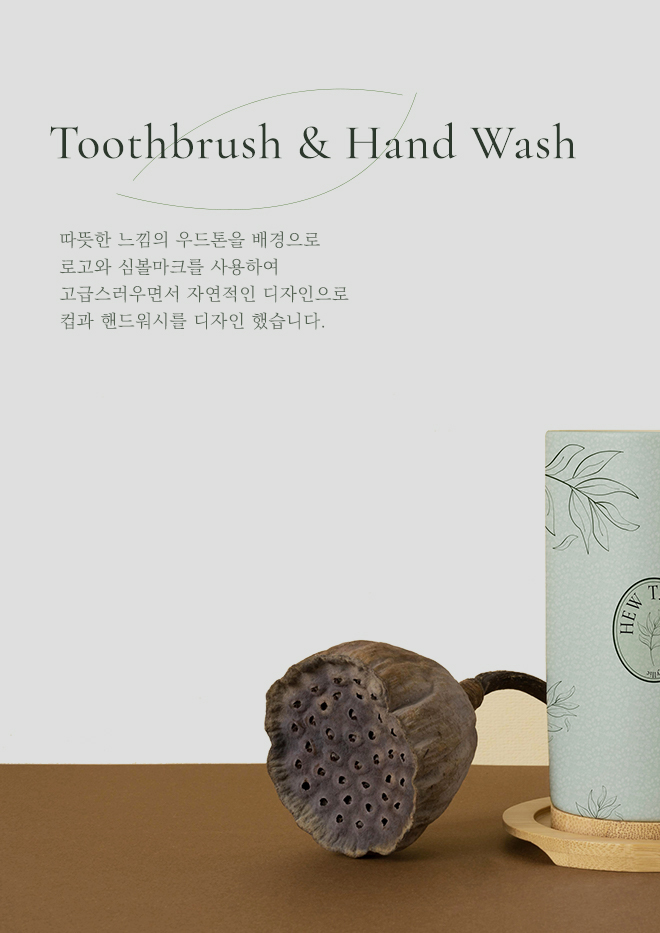 Toothbrush & Hand Wash
따뜻한 느낌의 우드톤을 배경으로
로고와 심볼마크를 사용하여
고급스러우면서 자연적인 디자인으로
컵과 핸드워시를 디자인 했습니다.
HEW